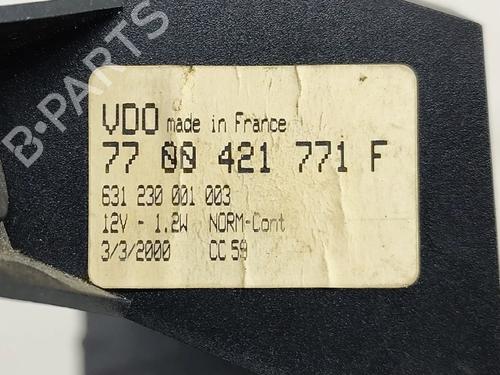 B-PARTS
VDO made in France
77 00 421 771 F
631 230 001 003
12V - 1.2W NORM-Cont
3/3/2000 CC 59